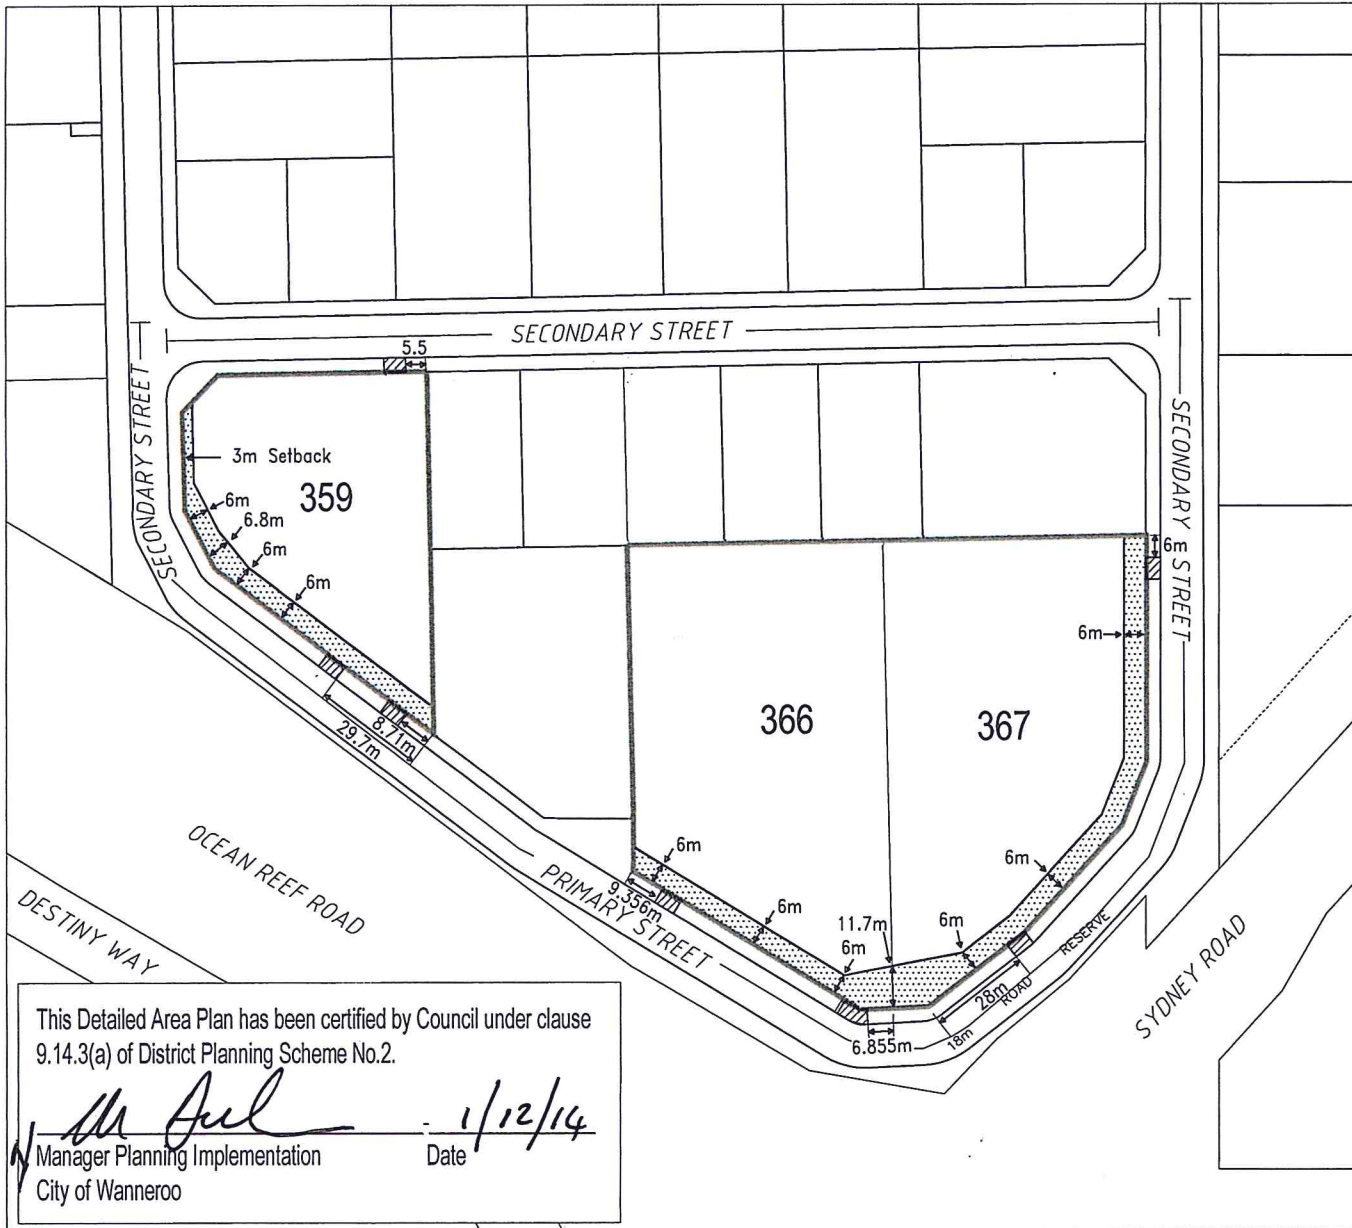 SECONDARY STREET
5.5
SECONDARY STREET
SECONDARY STREET
3m Setback
359
6m
6.8m
6m
6m
6m
6m
366
367
8.71m
29.7m
OCEAN REEF ROAD
DESTINY WAY
PRIMARY STREET
6m
9.356m
6m
6m
11.7m
6m
6m
6.855m
28m
18m ROAD RESERVE
SYDNEY ROAD
This Detailed Area Plan has been certified by Council under clause
9.14.3(a) of District Planning Scheme No.2.
1/12/14
Manager Planning Implementation
Date
City of Wanneroo